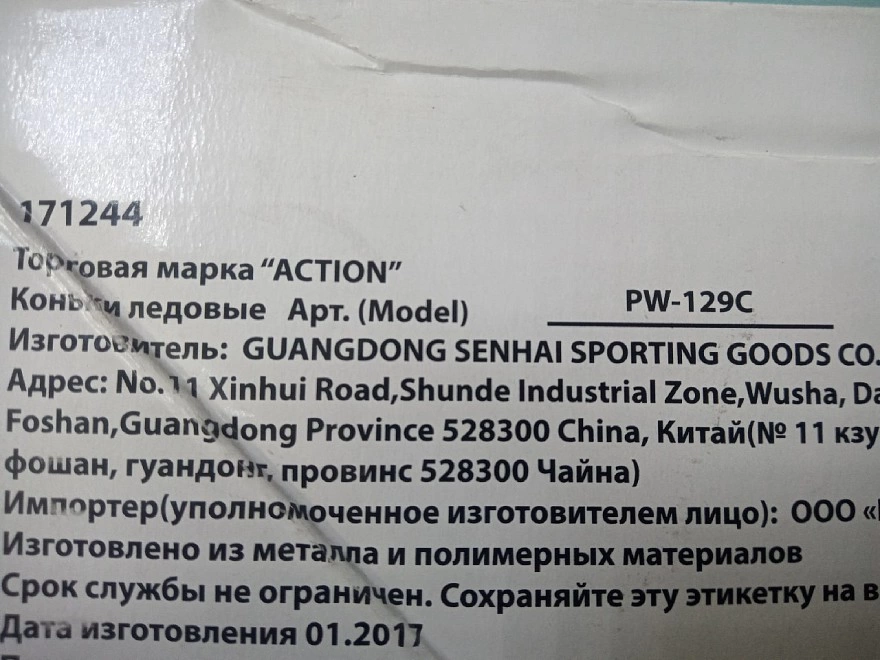 171244
Торговая марка “ACTION”
Коньки ледовые Арт. (Model) PW-129C
Изготовитель: GUANGDONG SENHAI SPORTING GOODS CO.
Адрес: No.11 Xinhui Road,Shunde Industrial Zone,Wusha,
Foshan,Guangdong Province 528300 China, Китай(№ 11 кзу
фошан, гуандонг, провинс 528300 Чайна)
Импортер(уполномоченное изготовителем лицо): ООО «
Изготовлено из металла и полимерных материалов
Срок службы не ограничен. Сохраняйте эту этикетку на в
Дата изготовления 01.2017